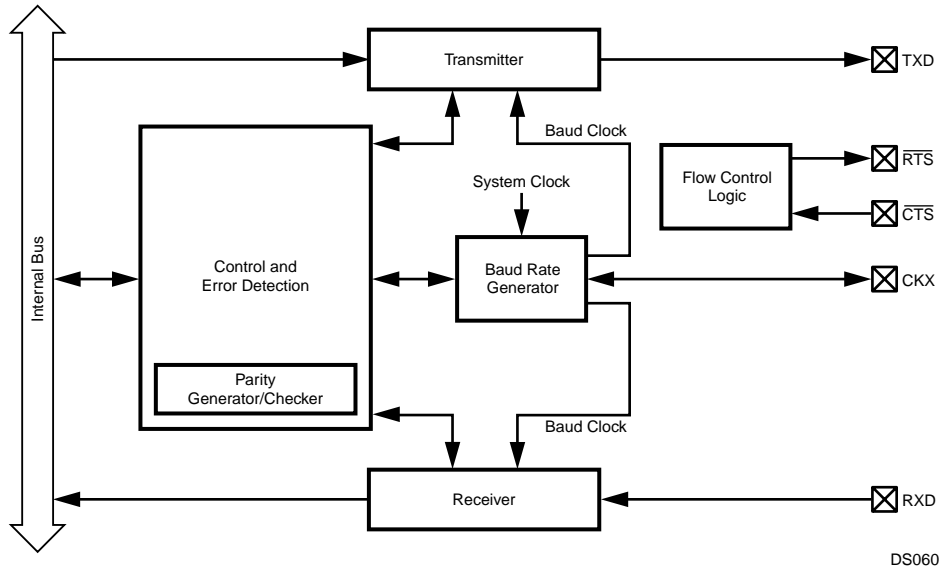 Transmitter
TXD
Baud Clock
RTS
System Clock
Flow Control
Logic
CTS
Internal Bus
Control and
Error Detection
Baud Rate
Generator
CKX
Parity
Generator/Checker
Baud Clock
Receiver
RXD
DS060